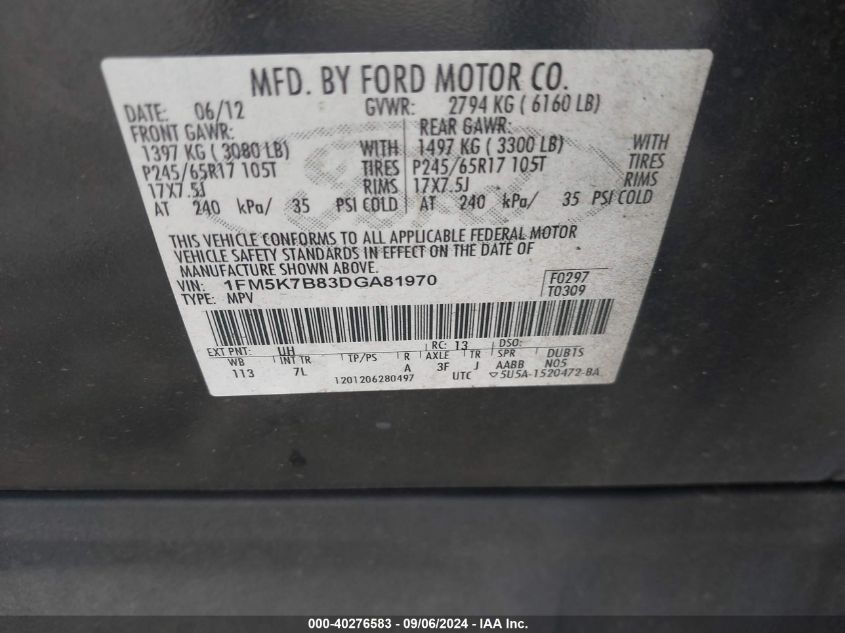 MFD. BY FORD MOTOR CO.
DATE: 06/12 GVWR: 2794 KG ( 6160 LB)
FRONT GAWR: REAR GAWR:
1397 KG ( 3080 LB) WITH 1497 KG ( 3300 LB) WITH
P245/65R17 105T TIRES P245/65R17 105T TIRES
17X7.5J RIMS 17X7.5J RIMS
AT 240 kPa/ 35 PSI COLD AT 240 kPa/ 35 PSI COLD
THIS VEHICLE CONFORMS TO ALL APPLICABLE FEDERAL MOTOR
VEHICLE SAFETY STANDARDS IN EFFECT ON THE DATE OF
MANUFACTURE SHOWN ABOVE.
VIN: 1FM5K7B83DGA81970 F0297
TYPE: MPV T0309
EXT PNT: UH RC: 13 DSO:
WB INT TR TP/PS R AXLE TR SPR DUBTS
113 7L A 3F J AABB N05
1201206280497 UTC ▽5U5A-1520472-BA
000-40276583 - 09/06/2024 - IAA Inc.